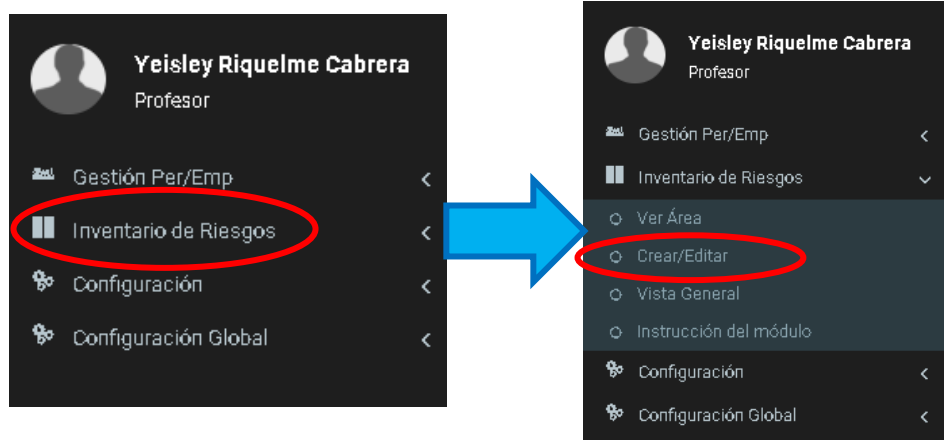 Yeisley Riquelme Cabrera
Profesor
Gestión Per/Emp
Inventario de Riesgos
Configuración
Configuración Global
Yeisley Riquelme Cabrera
Profesor
Gestión Per/Emp
Inventario de Riesgos
Ver Área
Crear/Editar
Vista General
Instrucción del módulo
Configuración
Configuración Global